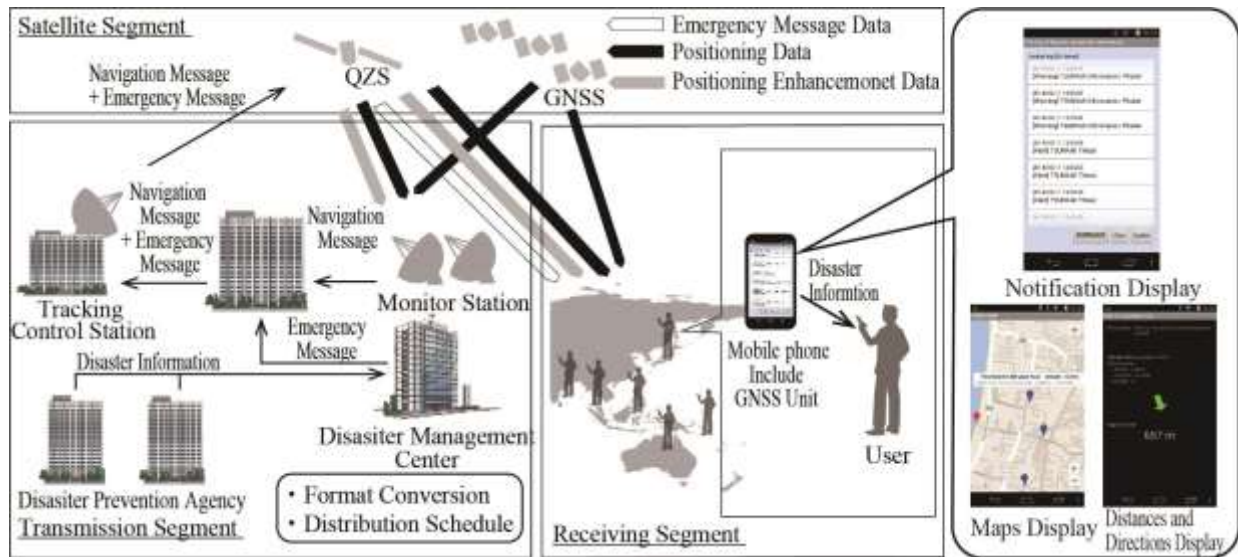 Satellite Segment
Navigation Message
+ Emergency Message
QZS
GNSS
Emergency Message Data
Positioning Data
Positioning Enhancemonet Data
Navigation
Message
+ Emergency
Message
Navigation
Message
Tracking
Control Station
Monitor Station
Emergency
Message
Disaster Information
Disasiter Management
Center
Disasiter Prevention Agency
• Format Conversion
• Distribution Schedule
Transmission Segment
Disaster
Informtion
Mobile phone
Include
GNSS Unit
User
Receiving Segment
Notification Display
Maps Display
Distances and
Directions Display